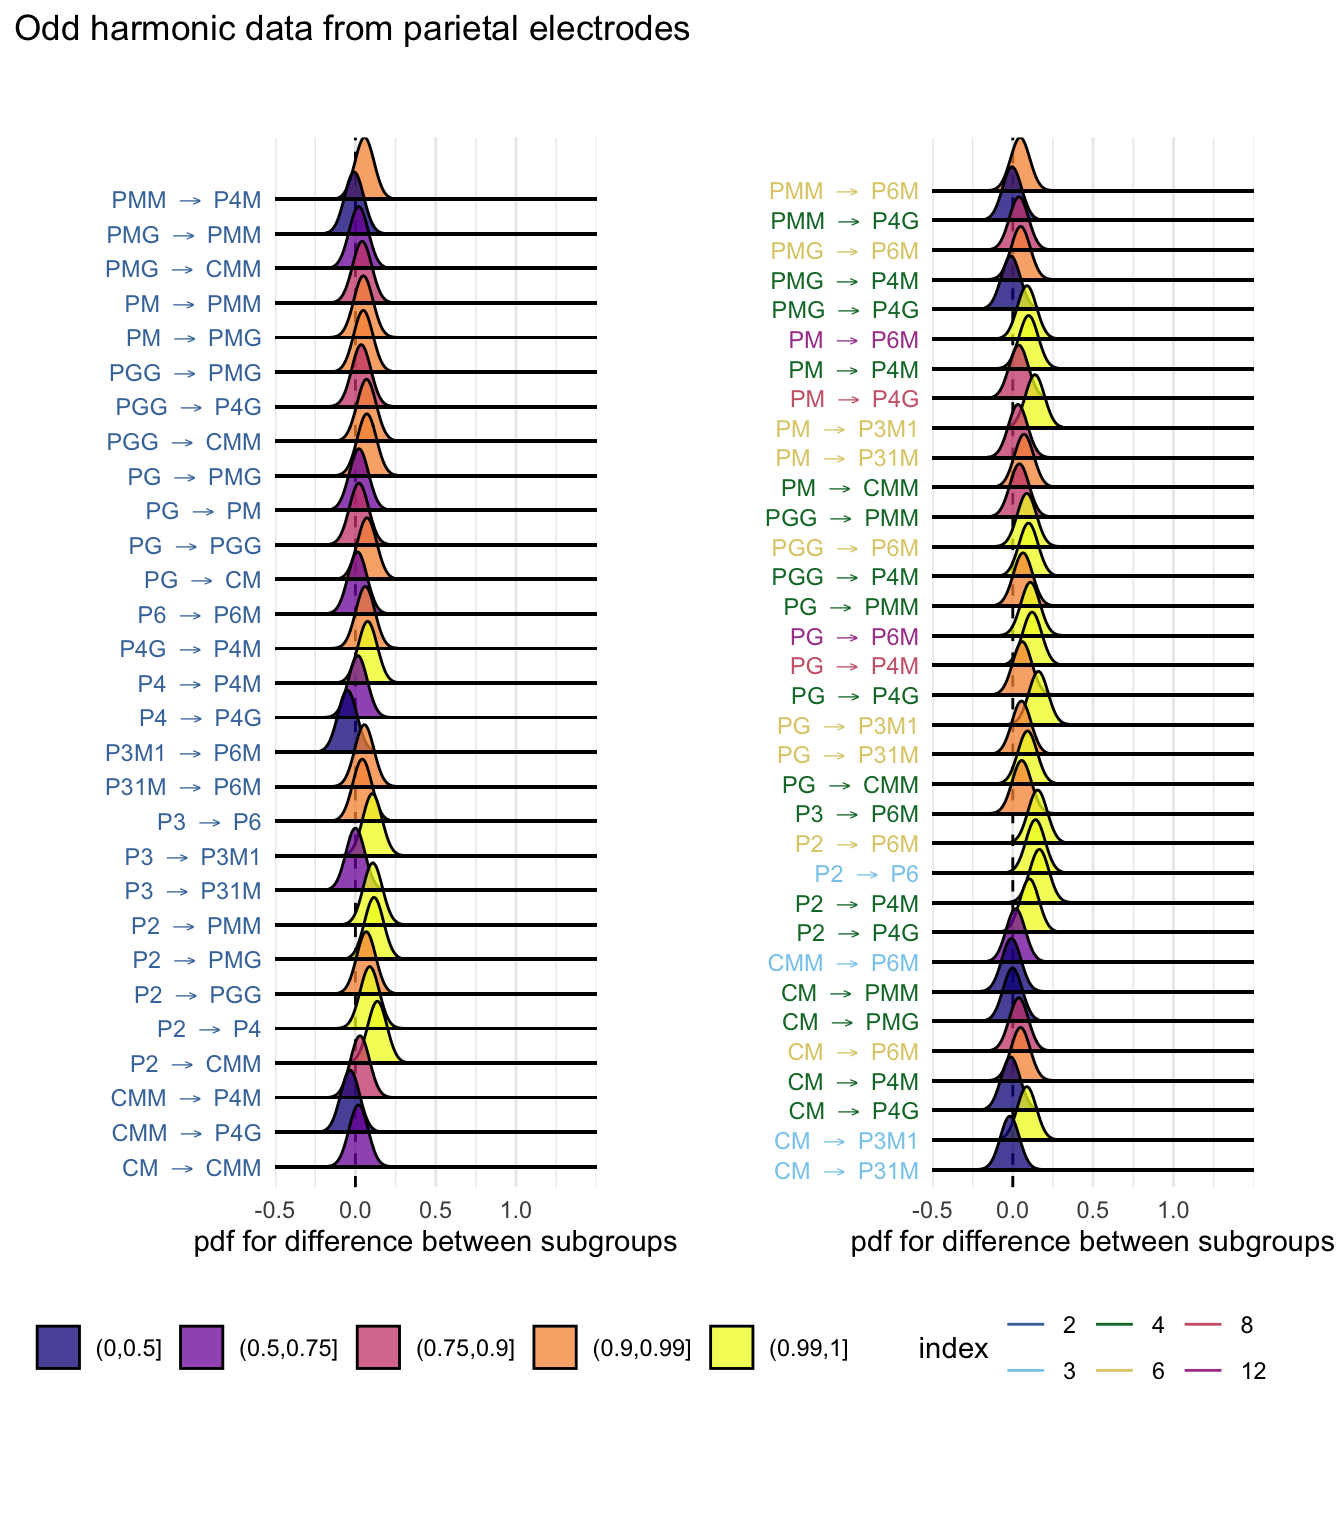 Odd harmonic data from parietal electrodes
PMM → P4M
PMG → PMM
PMG → CMM
PM → PMM
PM → PMG
PGG → PMG
PGG → P4G
PGG → CMM
PG → PMG
PG → PM
PG → PGG
PG → CM
P6 → P6M
P4G → P4M
P4 → P4M
P4 → P4G
P3M1 → P6M
P31M → P6M
P3 → P6
P3 → P3M1
P3 → P31M
P2 → PMM
P2 → PMG
P2 → PGG
P2 → P4
P2 → CMM
CMM → P4M
CMM → P4G
CM → CMM
-0.5 0.0 0.5 1.0
pdf for difference between subgroups
PMM → P6M
PMM → P4G
PMG → P6M
PMG → P4M
PMG → P4G
PM → P6M
PM → P4M
PM → P4G
PM → P3M1
PM → P31M
PM → CMM
PGG → PMM
PGG → P6M
PGG → P4M
PG → PMM
PG → P6M
PG → P4M
PG → P4G
PG → P3M1
PG → P31M
PG → CMM
P3 → P6M
P2 → P6M
P2 → P6
P2 → P4M
P2 → P4G
CMM → P6M
CM → PMM
CM → PMG
CM → P6M
CM → P4M
CM → P4G
CM → P3M1
CM → P31M
-0.5 0.0 0.5 1.0
pdf for difference between subgroups
(0,0.5] (0.5,0.75] (0.75,0.9] (0.9,0.99] (0.99,1]
index
2 4 8
3 6 12